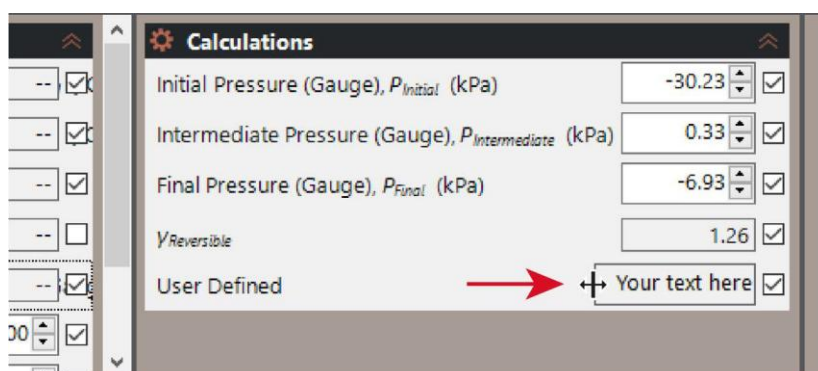 Calculations
-- 
Initial Pressure (Gauge), PInitial (kPa) -30.23
-- 
Intermediate Pressure (Gauge), PIntermediate (kPa) 0.33
-- 
Final Pressure (Gauge), PFinal (kPa) -6.93
-- 
γReversible 1.26
-- 
User Defined Your text here
00